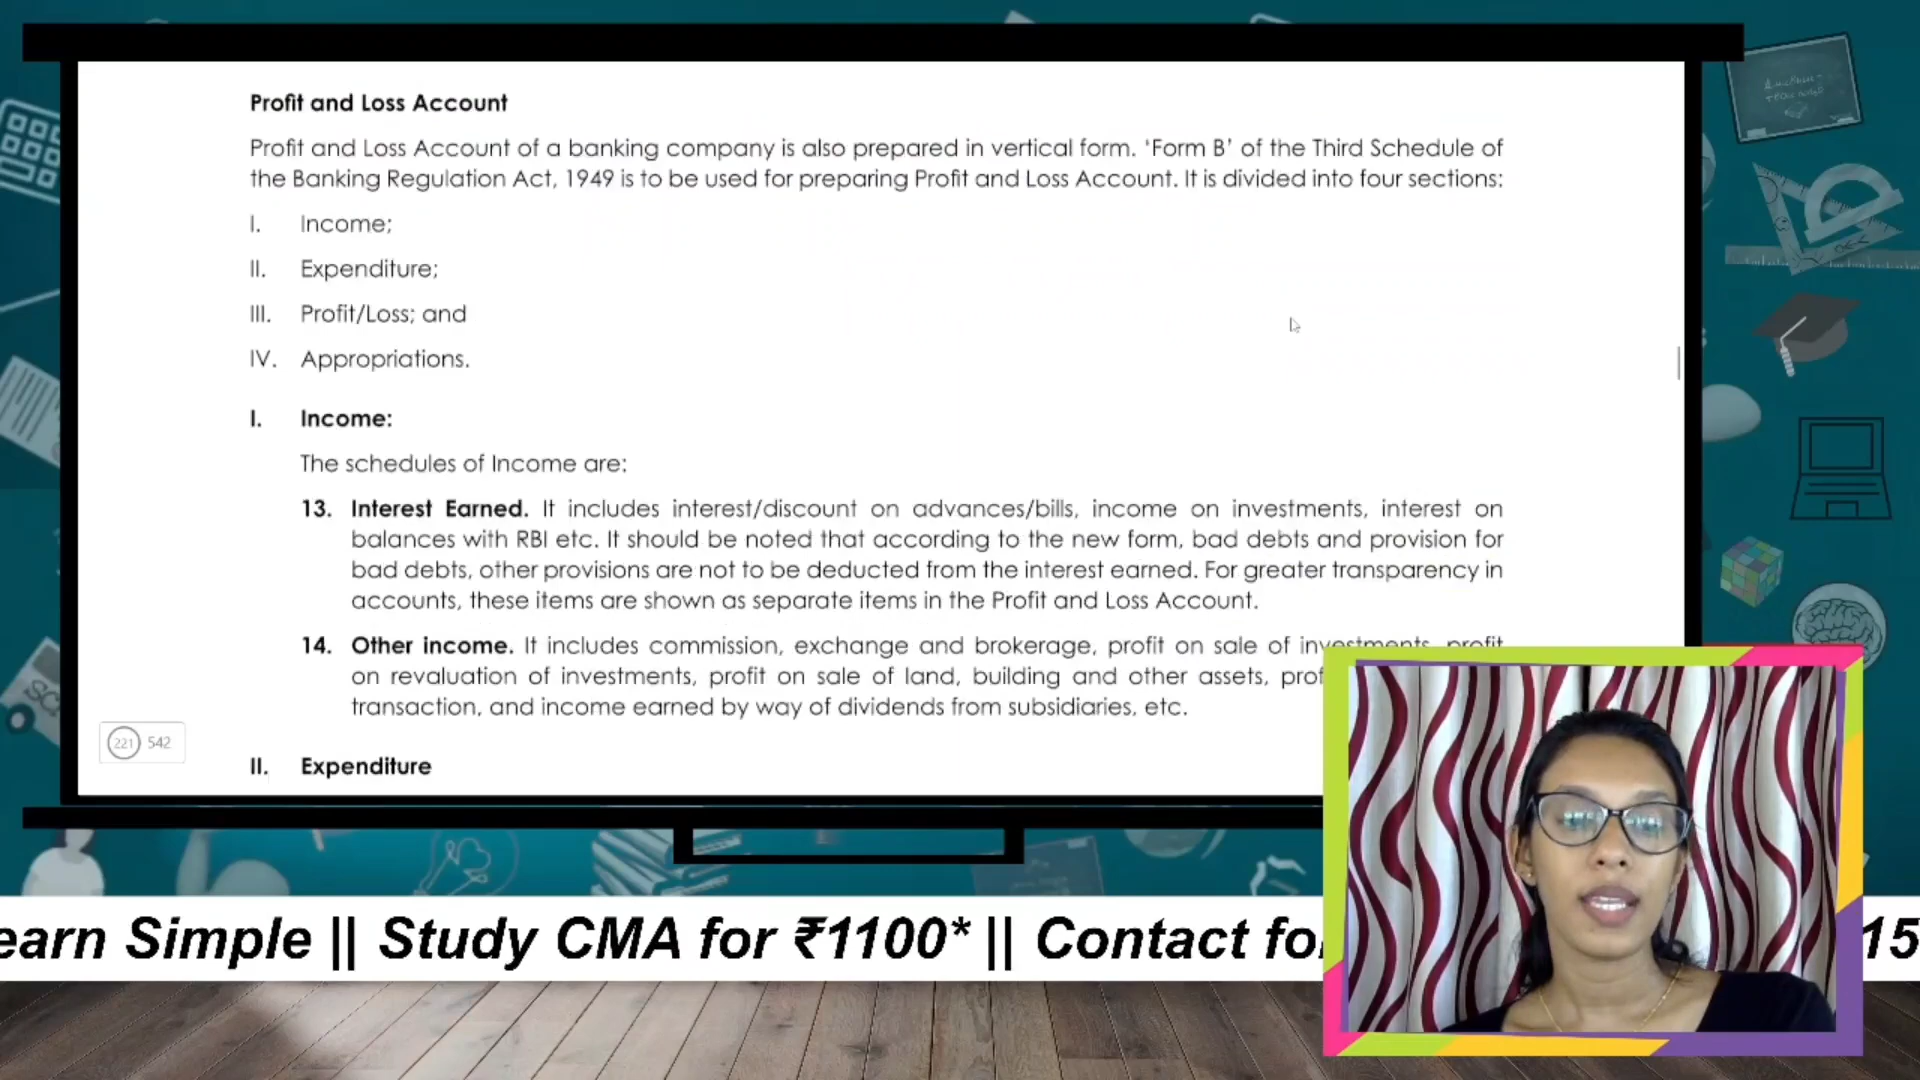 Profit and Loss Account
Profit and Loss Account of a banking company is also prepared in vertical form. 'Form B' of the Third Schedule of
the Banking Regulation Act, 1949 is to be used for preparing Profit and Loss Account. It is divided into four sections:
I. Income;
II. Expenditure;
III. Profit/Loss; and
IV. Appropriations.
I. Income:
The schedules of Income are:
13. Interest Earned. It includes interest/discount on advances/bills, income on investments, interest on
balances with RBI etc. It should be noted that according to the new form, bad debts and provision for
bad debts, other provisions are not to be deducted from the interest earned. For greater transparency in
accounts, these items are shown as separate items in the Profit and Loss Account.
14. Other income. It includes commission, exchange and brokerage, profit on sale of investments, profit
on revaluation of investments, profit on sale of land, building and other assets, prof
transaction, and income earned by way of dividends from subsidiaries, etc.
221 542
II. Expenditure
earn Simple || Study CMA for ₹1100* || Contact for 15